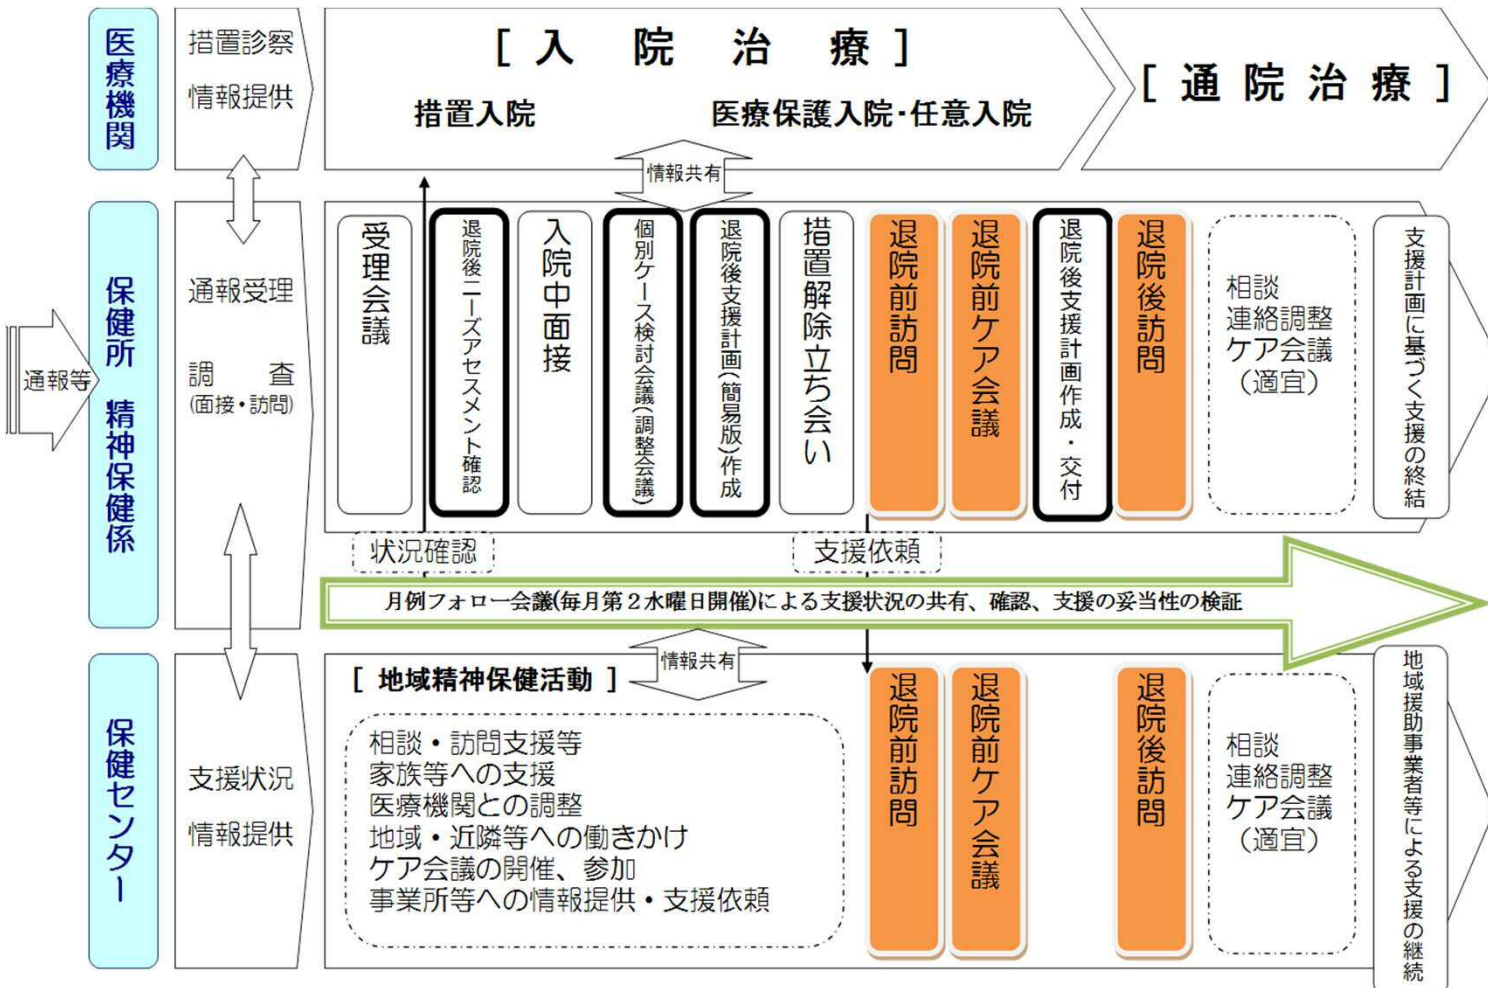 医療機関
措置診察
情報提供
[ 入 院 治 療 ]
措置入院
医療保護入院・任意入院
[ 通 院 治 療 ]
情報共有
通報等
保健所 精神保健係
通報受理
調 査
(面接・訪問)
受理会議
退院後ニーズアセスメント確認
入院中面接
個別ケース検討会議(調整会議)
退院後支援計画(簡易版)作成
措置解除立ち会い
退院前訪問
退院前ケア会議
退院後支援計画作成・交付
退院後訪問
相談
連絡調整
ケア会議
(適宜)
支援計画に基づく支援の終結
状況確認
支援依頼
月例フォロー会議(毎月第2水曜日開催)による支援状況の共有、確認、支援の妥当性の検証
情報共有
保健センター
支援状況
情報提供
[ 地域精神保健活動 ]
相談・訪問支援等
家族等への支援
医療機関との調整
地域・近隣等への働きかけ
ケア会議の開催、参加
事業所等への情報提供・支援依頼
退院前訪問
退院前ケア会議
退院後訪問
相談
連絡調整
ケア会議
(適宜)
地域援助事業者等による支援の継続